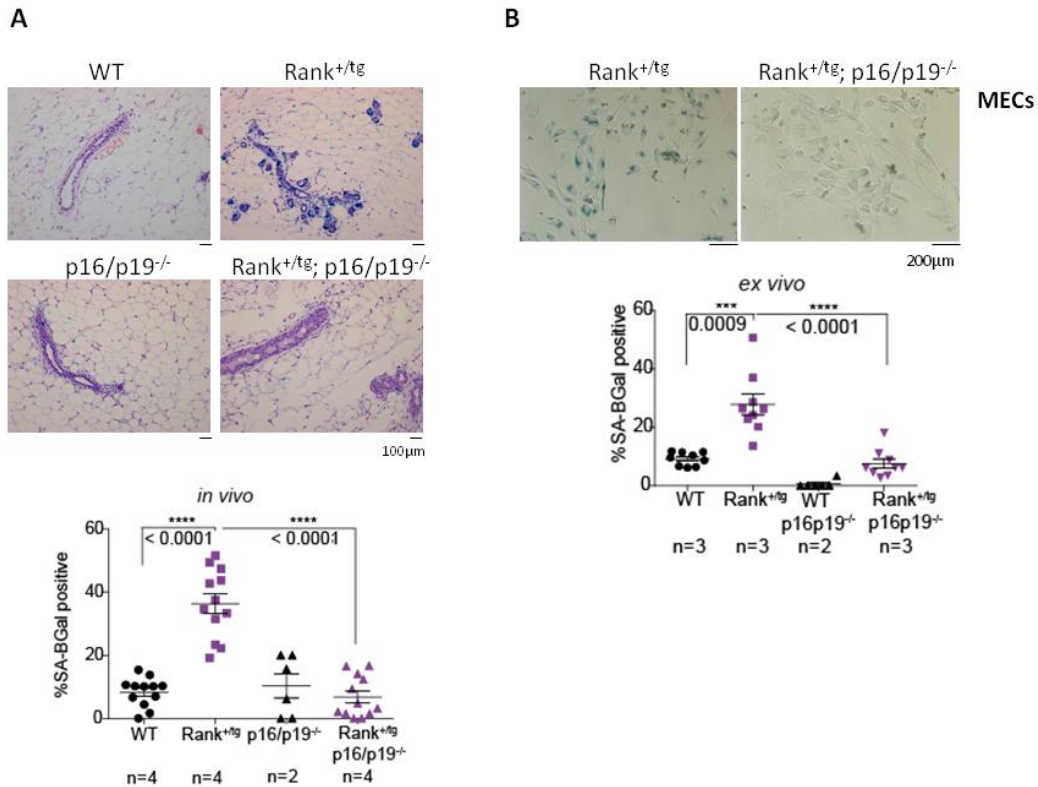 A
WT
Rank+/tg
p16/p19-/-
Rank+/tg; p16/p19-/-
100μm
in vivo
%SA-BGal positive
60
40
20
0
****
< 0.0001
****
< 0.0001
WT
Rank+/tg
p16/p19-/-
Rank+/tg
p16/p19-/-
n=4
n=4
n=2
n=4
B
Rank+/tg
Rank+/tg; p16/p19-/-
MECs
200μm
ex vivo
%SA-BGal positive
60
40
20
0
***
0.0009
****
< 0.0001
WT
Rank+/tg
WT
p16p19-/-
Rank+/tg
p16p19-/-
n=3
n=3
n=2
n=3